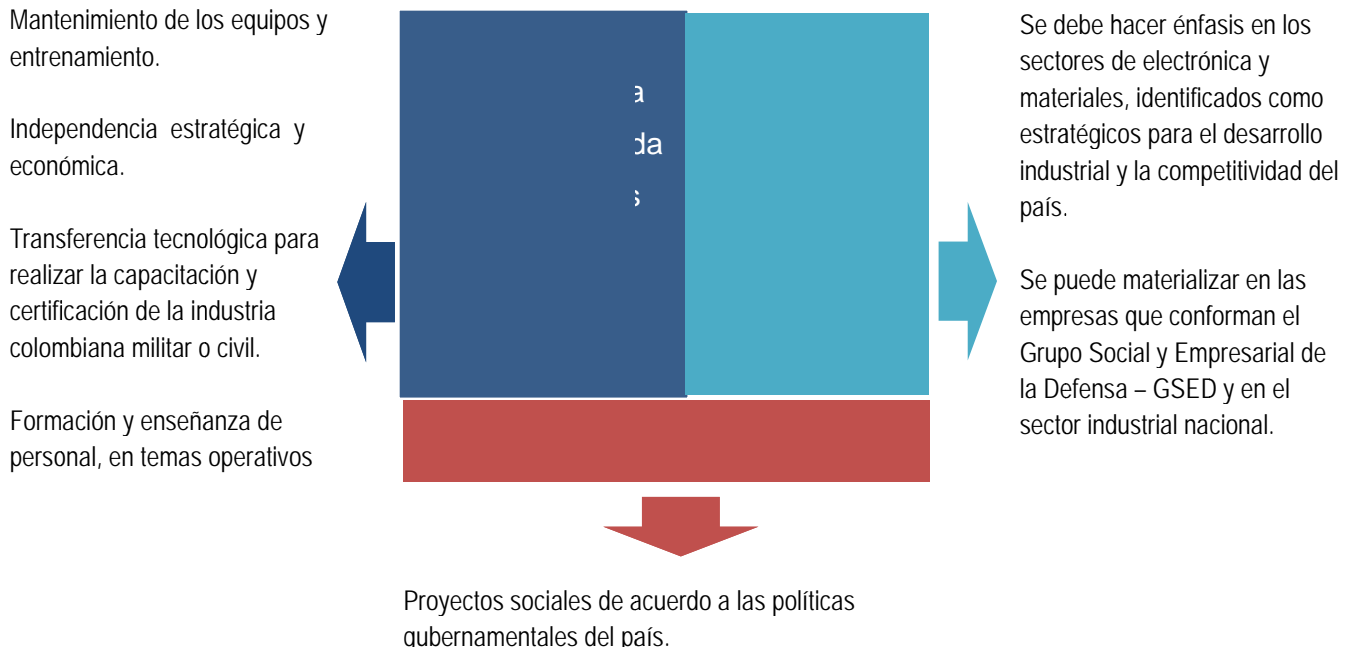 Mantenimiento de los equipos y
entrenamiento.
Independencia estratégica y
económica.
Transferencia tecnológica para
realizar la capacitación y
certificación de la industria
colombiana militar o civil.
Formación y enseñanza de
personal, en temas operativos
Se debe hacer énfasis en los
sectores de electrónica y
materiales, identificados como
estratégicos para el desarrollo
industrial y la competitividad del
país.
Se puede materializar en las
empresas que conforman el
Grupo Social y Empresarial de
la Defensa – GSED y en el
sector industrial nacional.
Proyectos sociales de acuerdo a las políticas
gubernamentales del país.